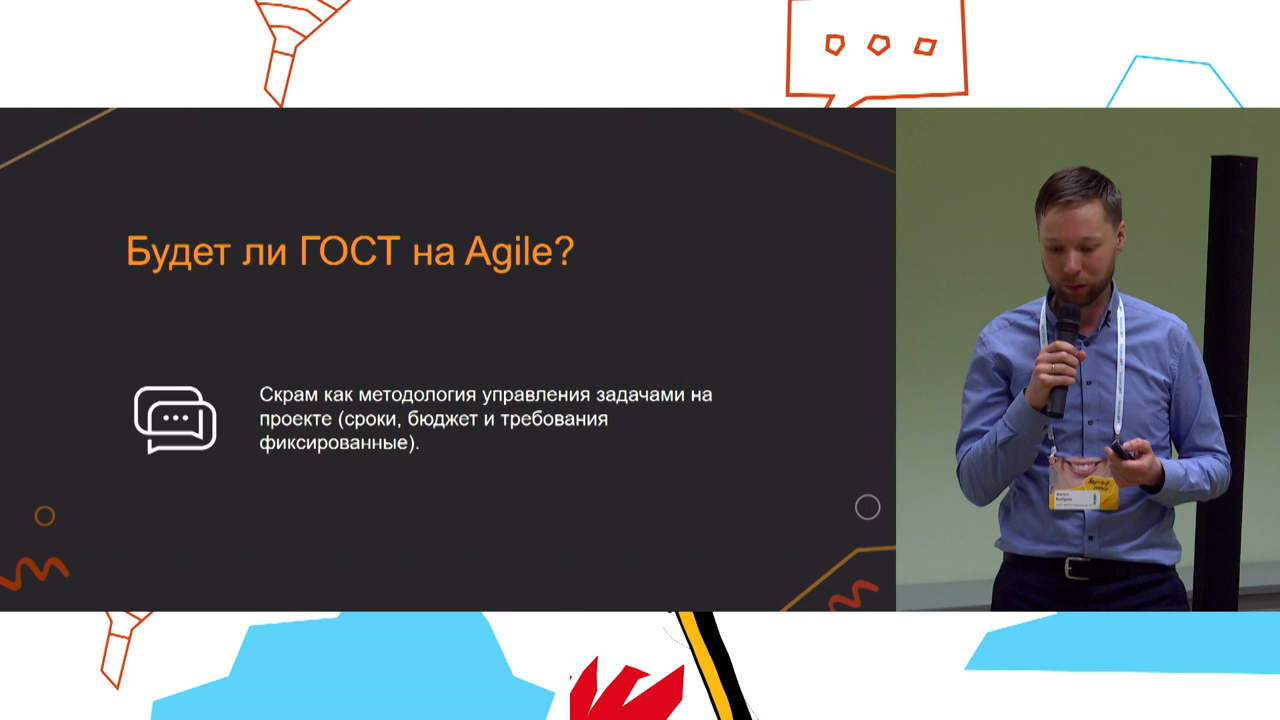 Будет ли ГОСТ на Agile?
Скрам как методология управления задачами на
проекте (сроки, бюджет и требования
фиксированные).